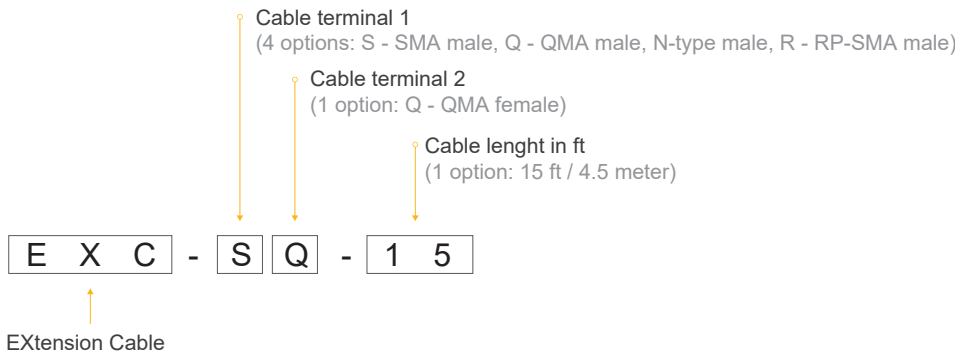 Cable terminal 1
(4 options: S - SMA male, Q - QMA male, N-type male, R - RP-SMA male)
Cable terminal 2
(1 option: Q - QMA female)
Cable lenght in ft
(1 option: 15 ft / 4.5 meter)
E X C - S Q - 1 5
EXtension Cable